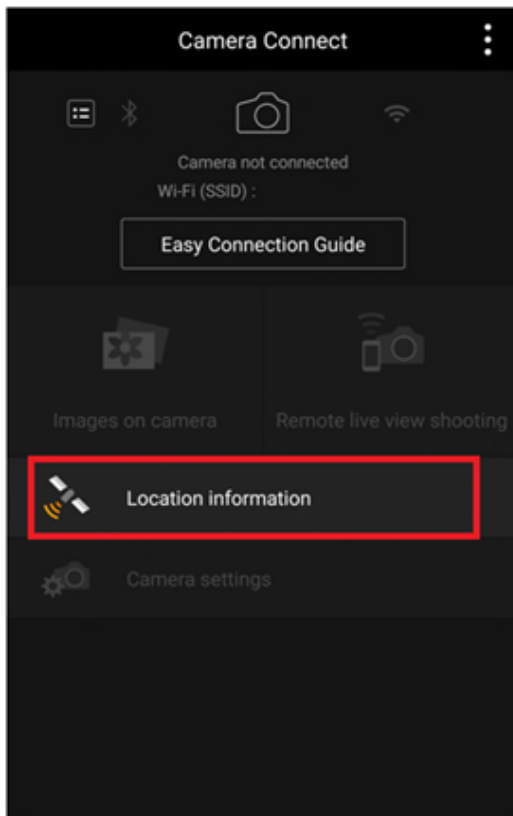 Camera Connect
Camera not connected
Wi-Fi (SSID) :
Easy Connection Guide
Images on camera
Remote live view shooting
Location information
Camera settings